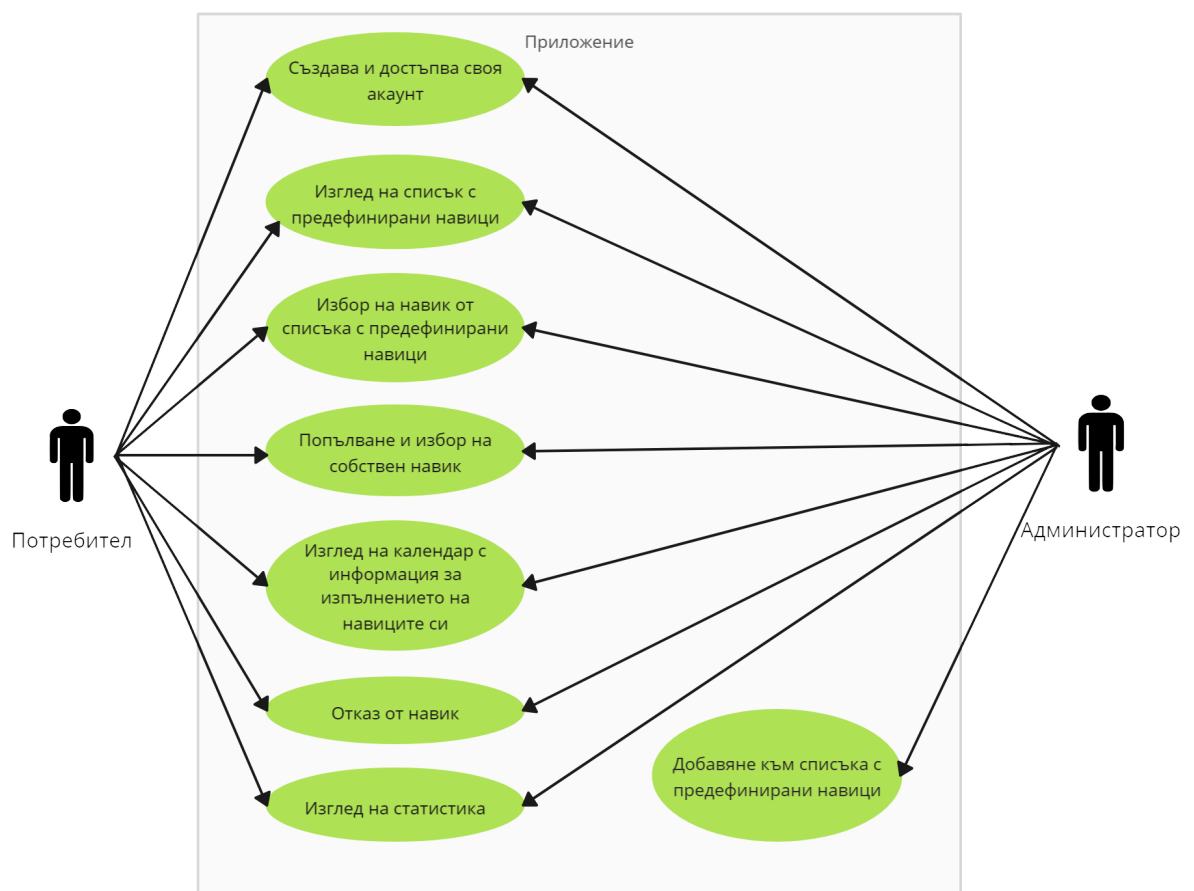 Приложение
Създава и достъпва своя
акаунт
Изглед на списък с
предефинирани навици
Избор на навик от
списъка с предефинирани
навици
Попълване и избор на
собствен навик
Потребител
Администратор
Изглед на календар с
информация за
изпълнението на
навиците си
Отказ от навик
Добавяне към списъка с
предефинирани навици
Изглед на статистика